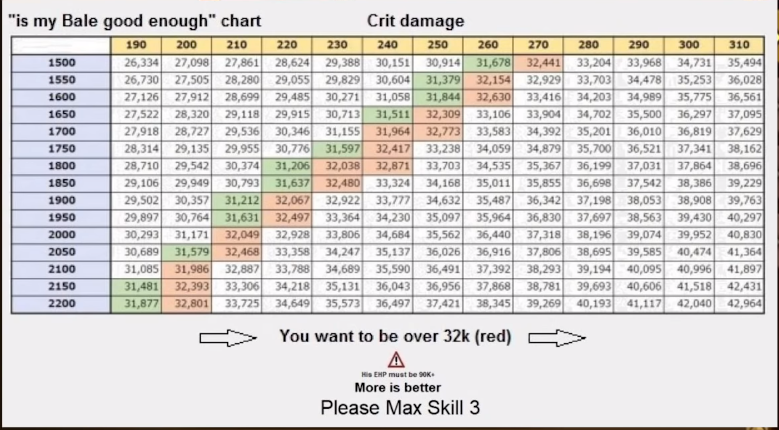 "is my Bale good enough" chart Crit damage
190 200 210 220 230 240 250 260 270 280 290 300 310
1500 26,334 27,098 27,861 28,624 29,388 30,151 30,914 31,678 32,441 33,204 33,968 34,731 35,494
1550 26,730 27,505 28,280 29,055 29,829 30,604 31,379 32,154 32,929 33,703 34,478 35,253 36,028
1600 27,126 27,912 28,699 29,485 30,271 31,058 31,844 32,630 33,416 34,203 34,989 35,775 36,561
1650 27,522 28,320 29,118 29,915 30,713 31,511 32,309 33,106 33,904 34,702 35,500 36,297 37,095
1700 27,918 28,727 29,536 30,346 31,155 31,964 32,773 33,583 34,392 35,201 36,010 36,819 37,629
1750 28,314 29,135 29,955 30,776 31,597 32,417 33,238 34,059 34,879 35,700 36,521 37,341 38,162
1800 28,710 29,542 30,374 31,206 32,038 32,871 33,703 34,535 35,367 36,199 37,031 37,864 38,696
1850 29,106 29,949 30,793 31,637 32,480 33,324 34,168 35,011 35,855 36,698 37,542 38,386 39,229
1900 29,502 30,357 31,212 32,067 32,922 33,777 34,632 35,487 36,342 37,198 38,053 38,908 39,763
1950 29,897 30,764 31,631 32,497 33,364 34,230 35,097 35,964 36,830 37,697 38,563 39,430 40,297
2000 30,293 31,171 32,049 32,928 33,806 34,684 35,562 36,440 37,318 38,196 39,074 39,952 40,830
2050 30,689 31,579 32,468 33,358 34,247 35,137 36,026 36,916 37,806 38,695 39,585 40,474 41,364
2100 31,085 31,986 32,887 33,788 34,689 35,590 36,491 37,392 38,293 39,194 40,095 40,996 41,897
2150 31,481 32,393 33,306 34,218 35,131 36,043 36,956 37,868 38,781 39,693 40,606 41,518 42,431
2200 31,877 32,801 33,725 34,649 35,573 36,497 37,421 38,345 39,269 40,193 41,117 42,040 42,964
You want to be over 32k (red)
His EHP must be 90K+
More is better
Please Max Skill 3